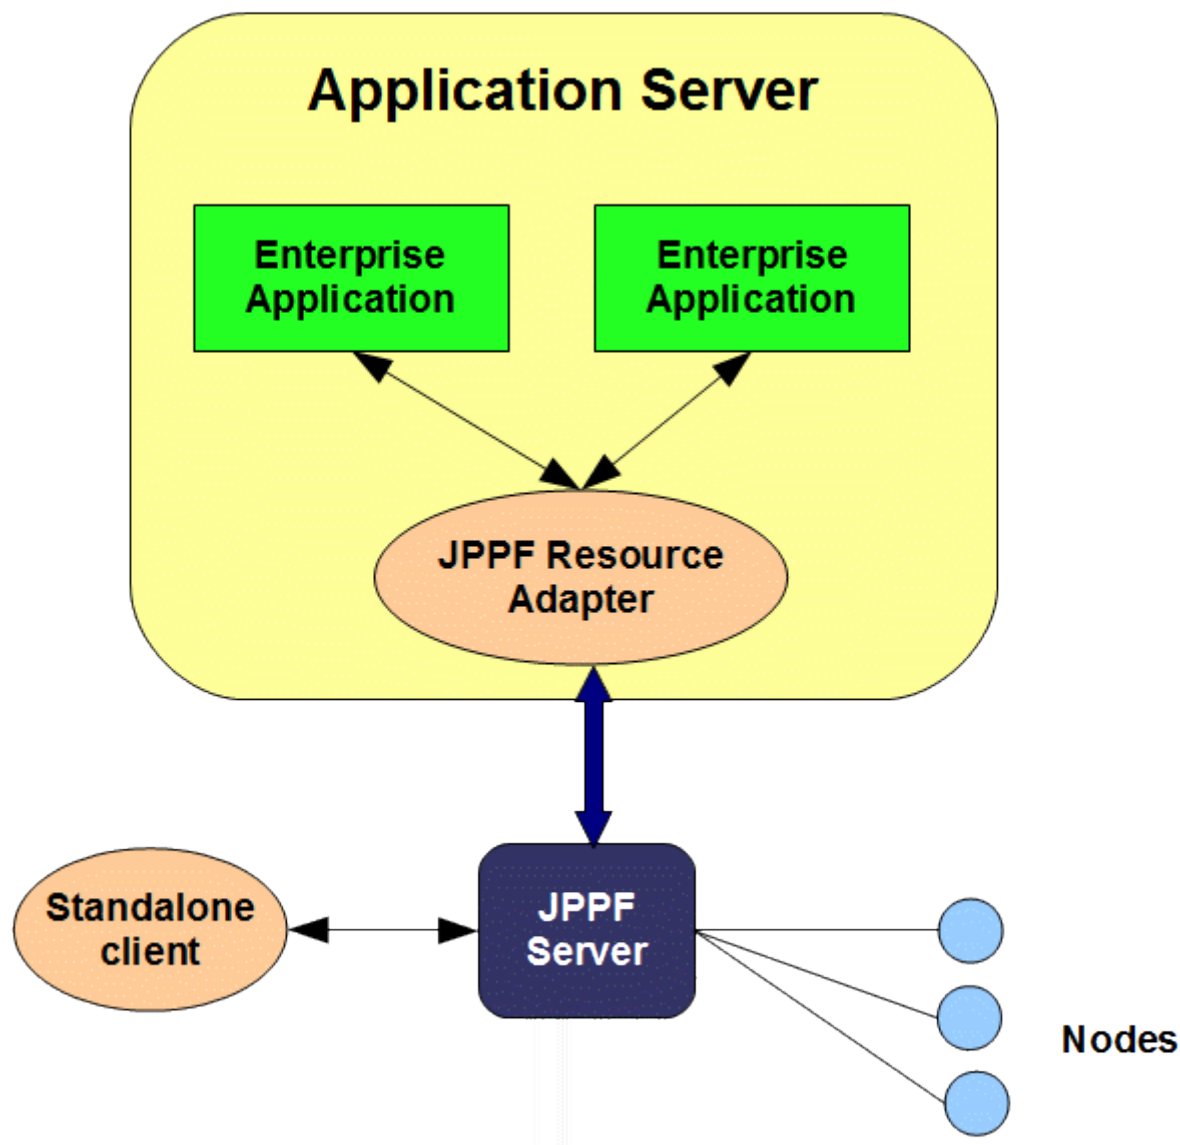 Application Server
Enterprise
Application
Enterprise
Application
JPPF Resource
Adapter
Standalone
client
JPPF
Server
Nodes